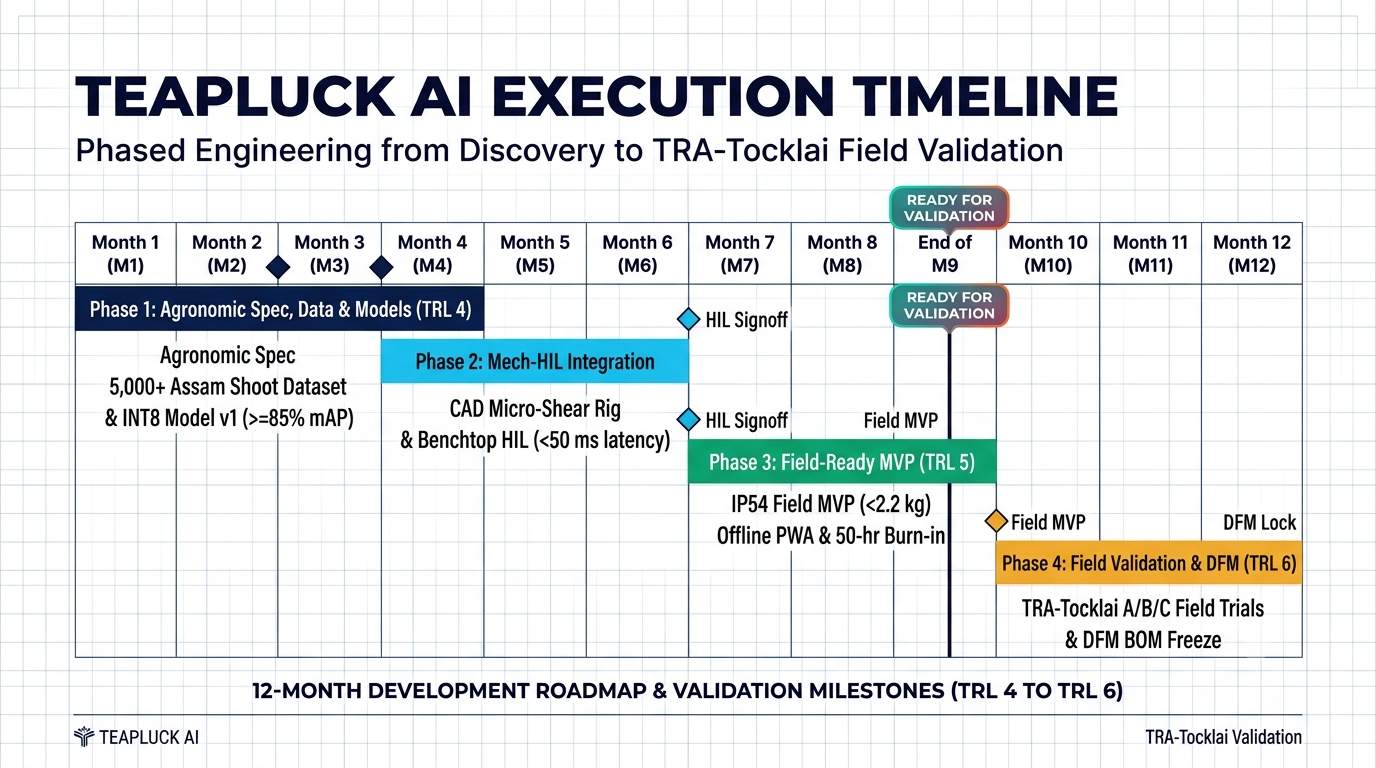 TEAPLUCK AI EXECUTION TIMELINE
Phased Engineering from Discovery to TRA-Tocklai Field Validation
READY FOR
VALIDATION
Month 1
(M1)
Month 2
(M2)
Month 3
(M3)
Month 4
(M4)
Month 5
(M5)
Month 6
(M6)
Month 7
(M7)
Month 8
(M8)
End of
M9
Month 10
(M10)
Month 11
(M11)
Month 12
(M12)
READY FOR
VALIDATION
Phase 1: Agronomic Spec, Data & Models (TRL 4)
HIL Signoff
Agronomic Spec
5,000+ Assam Shoot Dataset
& INT8 Model v1 (>=85% mAP)
Phase 2: Mech-HIL Integration
CAD Micro-Shear Rig
& Benchtop HIL (<50 ms latency)
HIL Signoff
Field MVP
Phase 3: Field-Ready MVP (TRL 5)
IP54 Field MVP (<2.2 kg)
Offline PWA & 50-hr Burn-in
Field MVP
DFM Lock
Phase 4: Field Validation & DFM (TRL 6)
TRA-Tocklai A/B/C Field Trials
& DFM BOM Freeze
12-MONTH DEVELOPMENT ROADMAP & VALIDATION MILESTONES (TRL 4 TO TRL 6)
TEAPLUCK AI
TRA-Tocklai Validation